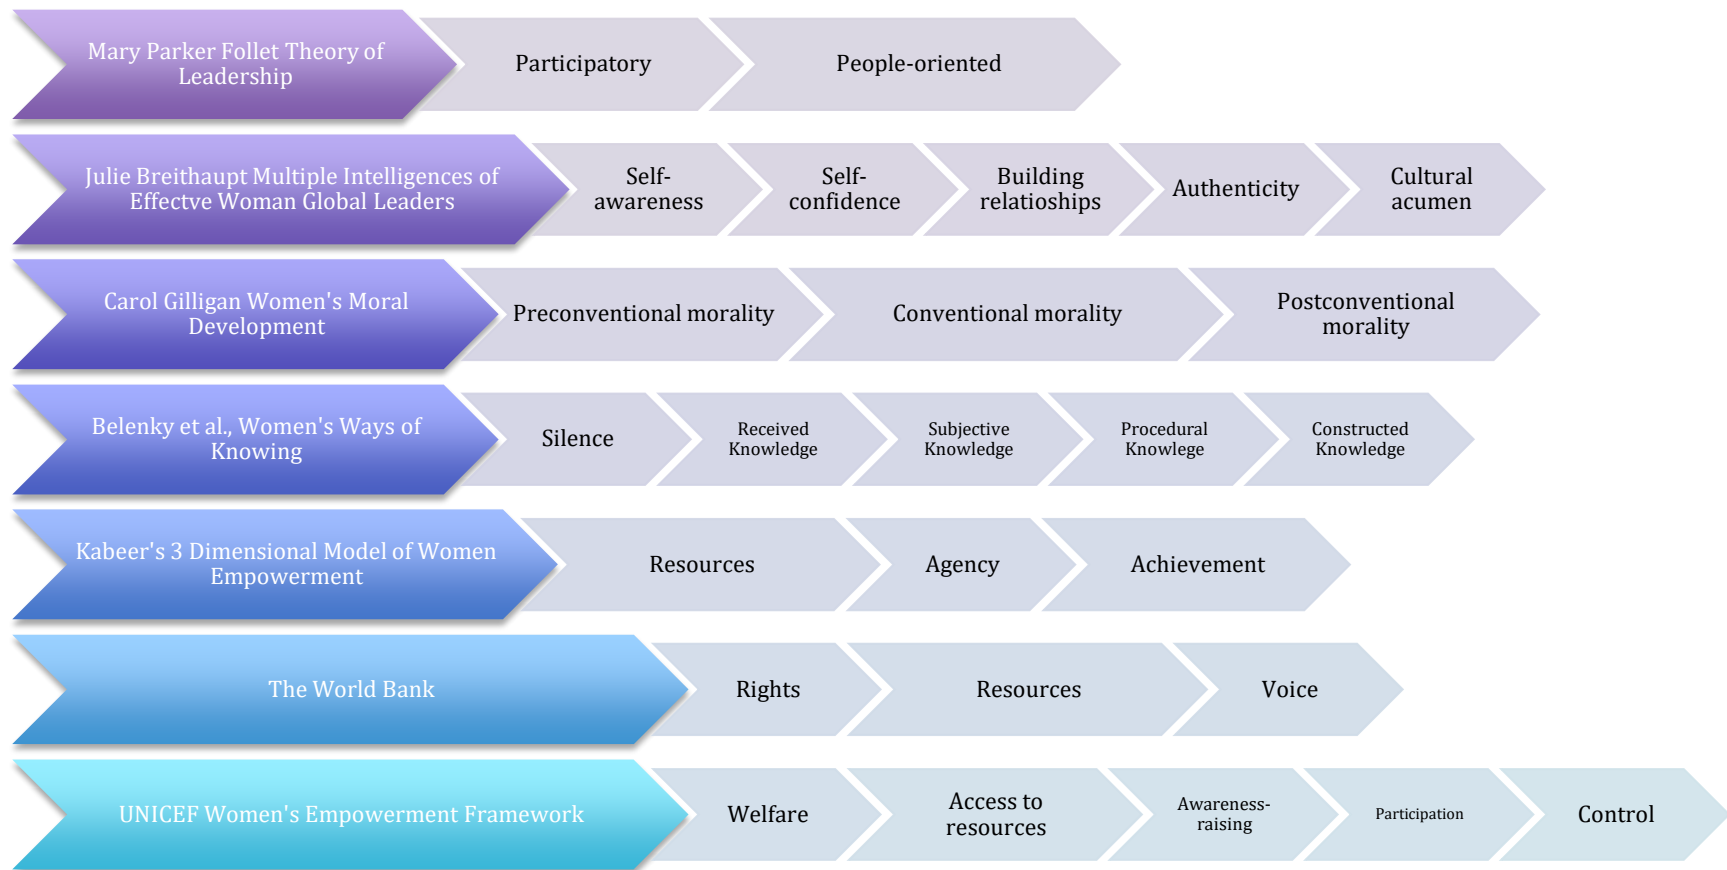 Mary Parker Follet Theory of
Leadership
Participatory
People-oriented
Julie Breithaupt Multiple Intelligences of
Effectve Woman Global Leaders
Self-
awareness
Self-
confidence
Building
relatioships
Authenticity
Cultural
acumen
Carol Gilligan Women's Moral
Development
Preconventional morality
Conventional morality
Postconventional
morality
Belenky et al., Women's Ways of
Knowing
Silence
Received
Knowledge
Subjective
Knowledge
Procedural
Knowlege
Constructed
Knowledge
Kabeer's 3 Dimensional Model of Women
Empowerment
Resources
Agency
Achievement
The World Bank
Rights
Resources
Voice
UNICEF Women's Empowerment Framework
Welfare
Access to
resources
Awareness-
raising
Participation
Control